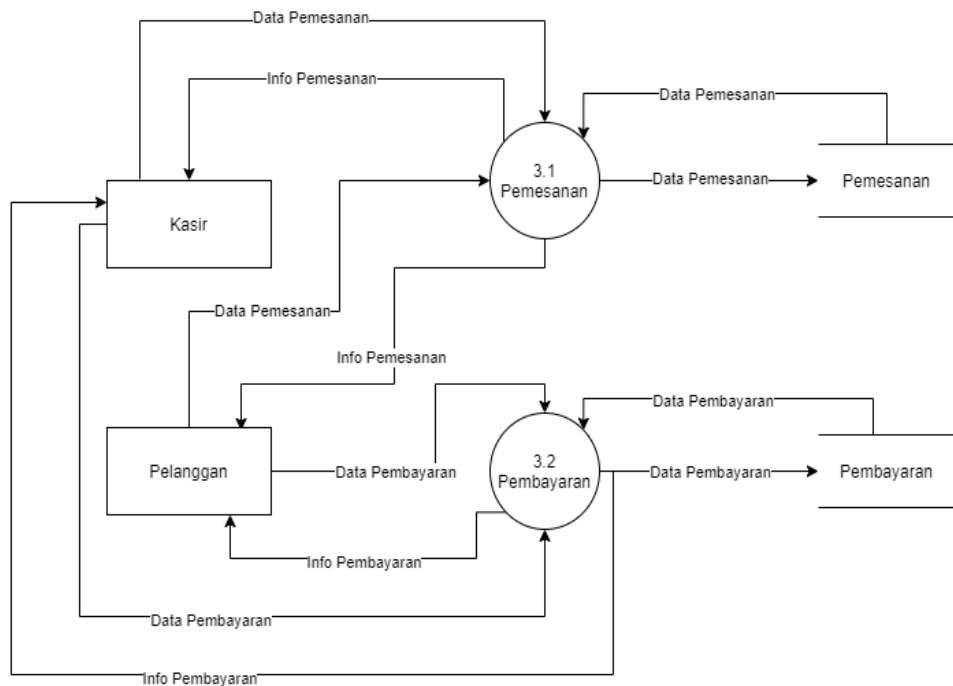 Data Pemesanan
Info Pemesanan
Data Pemesanan
3.1
Pemesanan
Data Pemesanan
Pemesanan
Kasir
Data Pemesanan
Info Pemesanan
Data Pembayaran
Pelanggan
Data Pembayaran
3.2
Pembayaran
Data Pembayaran
Pembayaran
Info Pembayaran
Data Pembayaran
Info Pembayaran